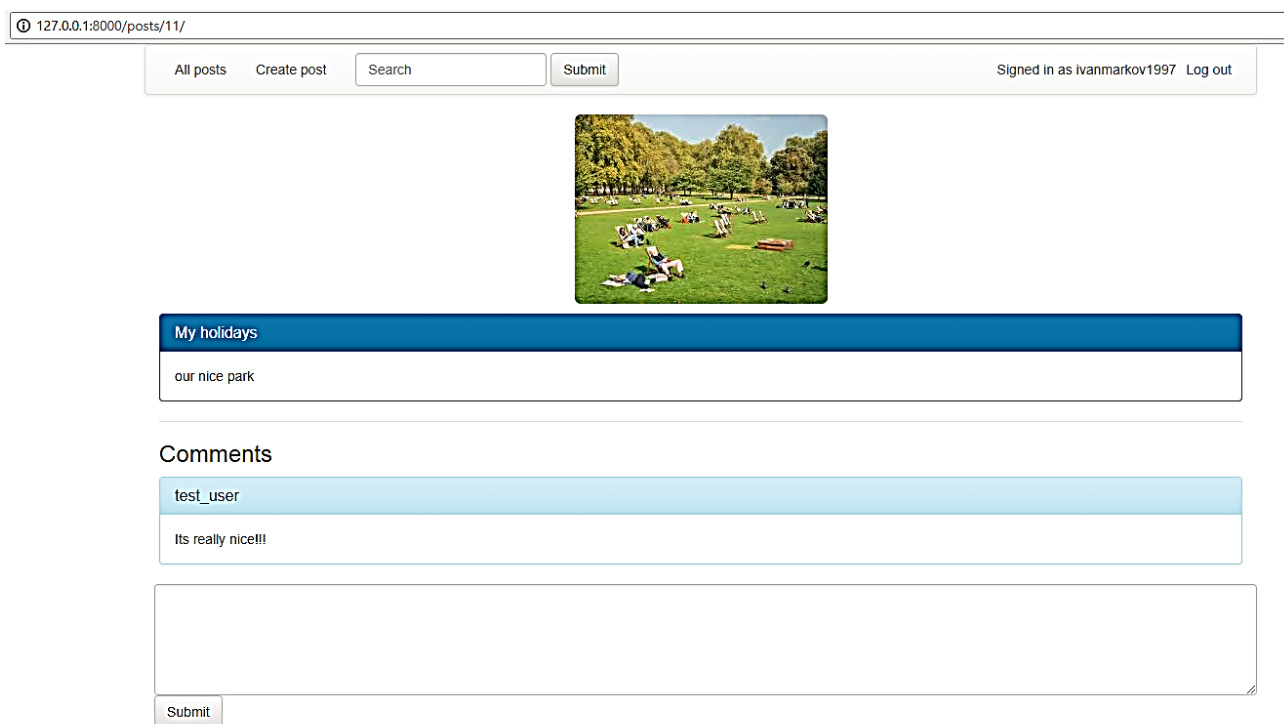 127.0.0.1:8000/posts/11/
All posts Create post Search Submit Signed in as ivanmarkov1997 Log out
My holidays
our nice park
Comments
test_user
Its really nice!!!
Submit